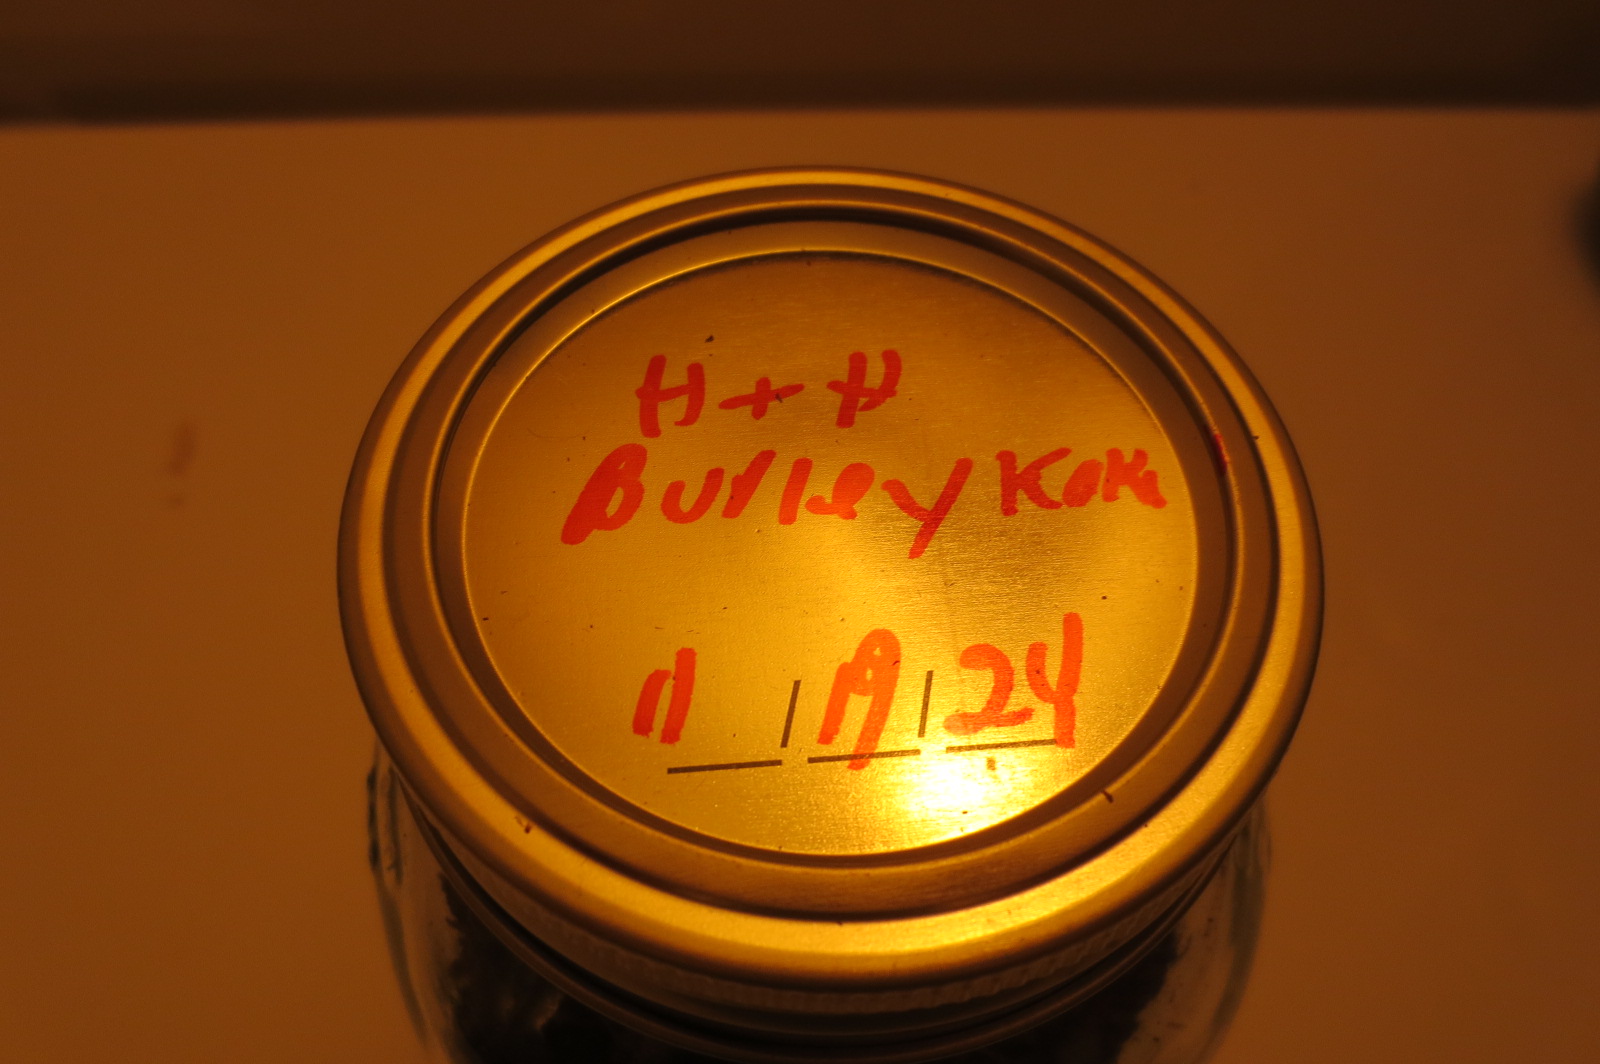 H + H
Burley Kake
11 / 19 / 24